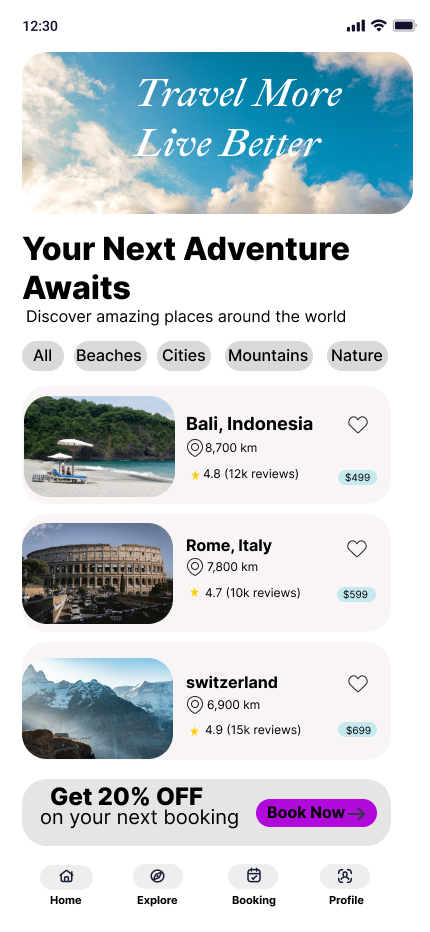 12:30
Travel More
Live Better
Your Next Adventure
Awaits
Discover amazing places around the world
All Beaches Cities Mountains Nature
Bali, Indonesia
8,700 km
4.8 (12k reviews) $499
Rome, Italy
7,800 km
4.7 (10k reviews) $599
switzerland
6,900 km
4.9 (15k reviews) $699
Get 20% OFF
on your next booking
Book Now
Home Explore Booking Profile